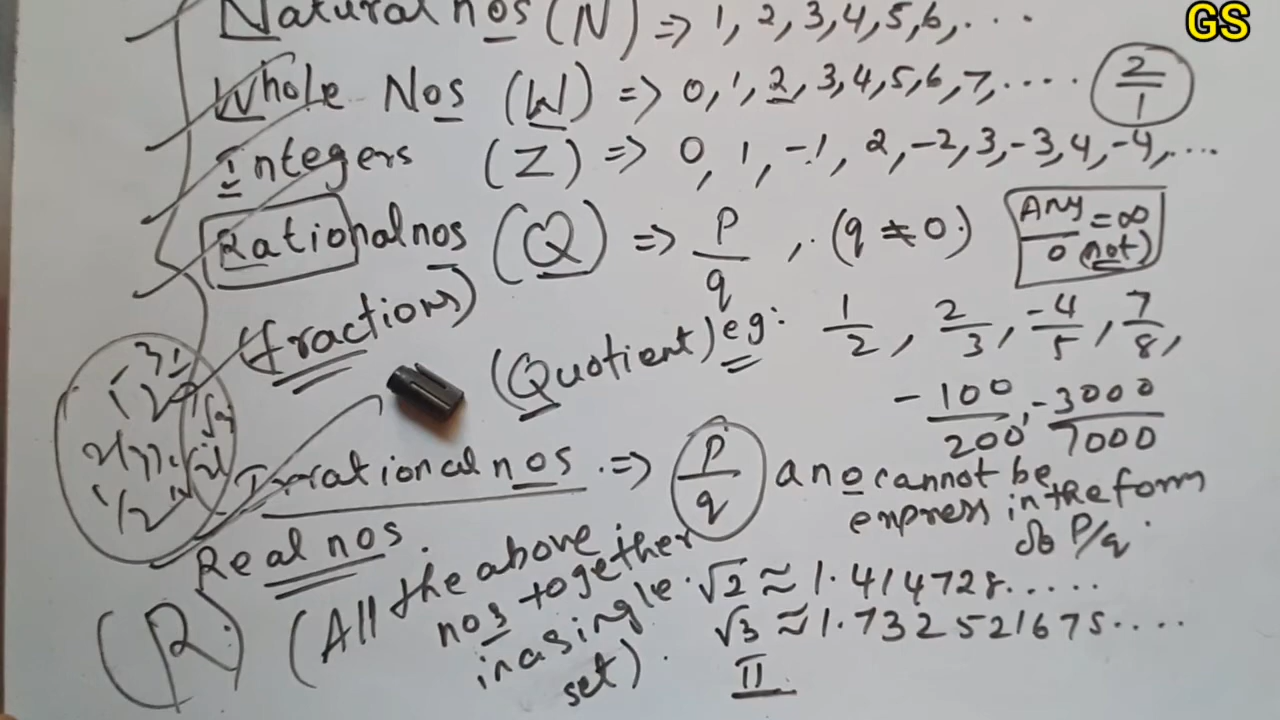 GS
Natural nos (N) => 1, 2, 3, 4, 5, 6, ....
Whole Nos (W) => 0, 1, 2, 3, 4, 5, 6, 7, .... 2/1
Integers (Z) => 0, 1, -1, 2, -2, 3, -3, 4, -4, ....
Rational nos (Q) => P/q, (q ≠ 0) ANY/0 = ∞ (not)
(fractions)
(Quotient) eg: 1/2, 2/3, -4/5, 7/8,
-100/200, -3000/7000
Irrational nos. => P/q a no cannot be
express in the form
of P/q.
Real nos.
(R) (All the above
nos together
in a single
set).
√2 ≈ 1.414728.....
√3 ≈ 1.732521675....
π